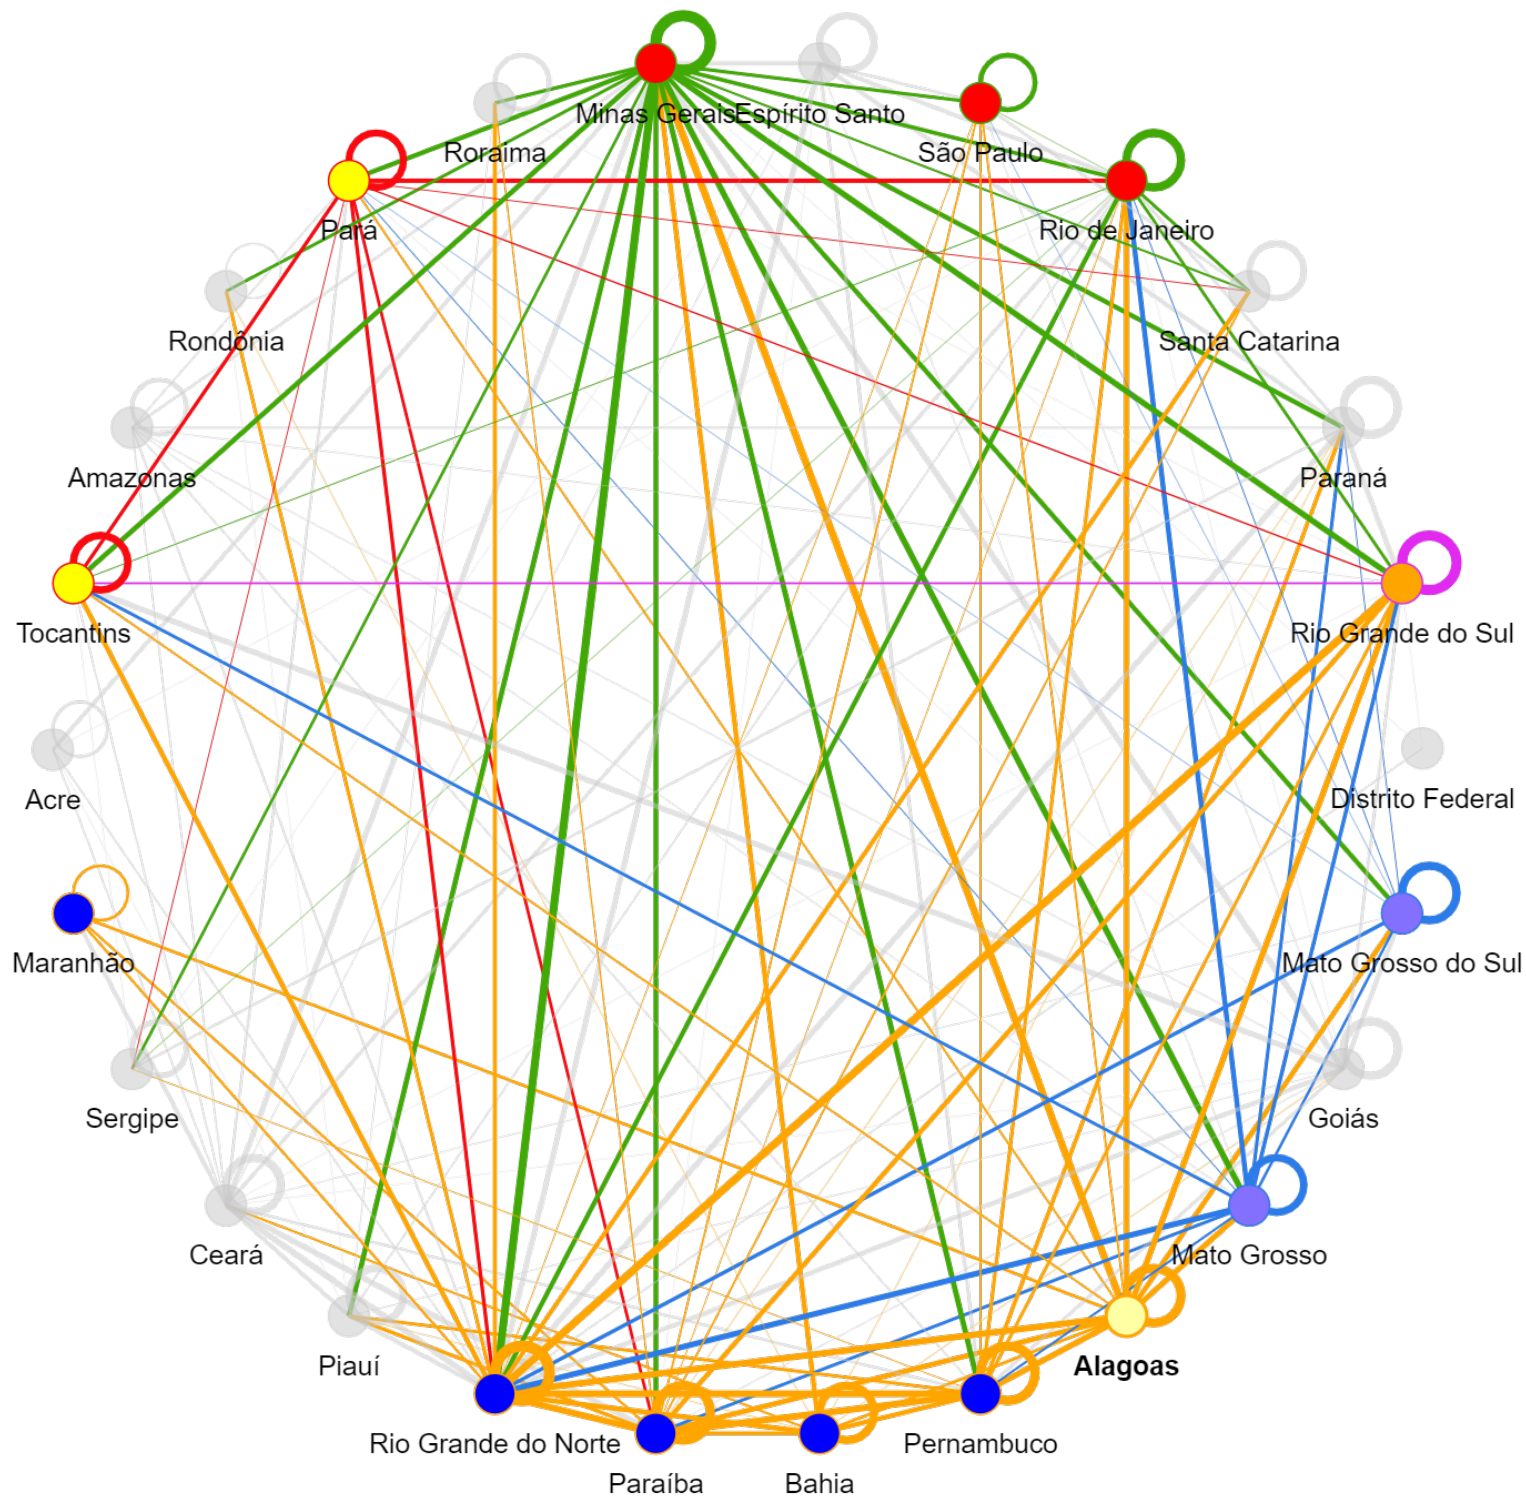 Minas Gerais
Espírito Santo
Roraima
São Paulo
Pará
Rio de Janeiro
Rondônia
Santa Catarina
Amazonas
Paraná
Tocantins
Rio Grande do Sul
Acre
Distrito Federal
Maranhão
Mato Grosso do Sul
Sergipe
Goiás
Ceará
Mato Grosso
Piauí
Alagoas
Rio Grande do Norte
Pernambuco
Paraíba
Bahia